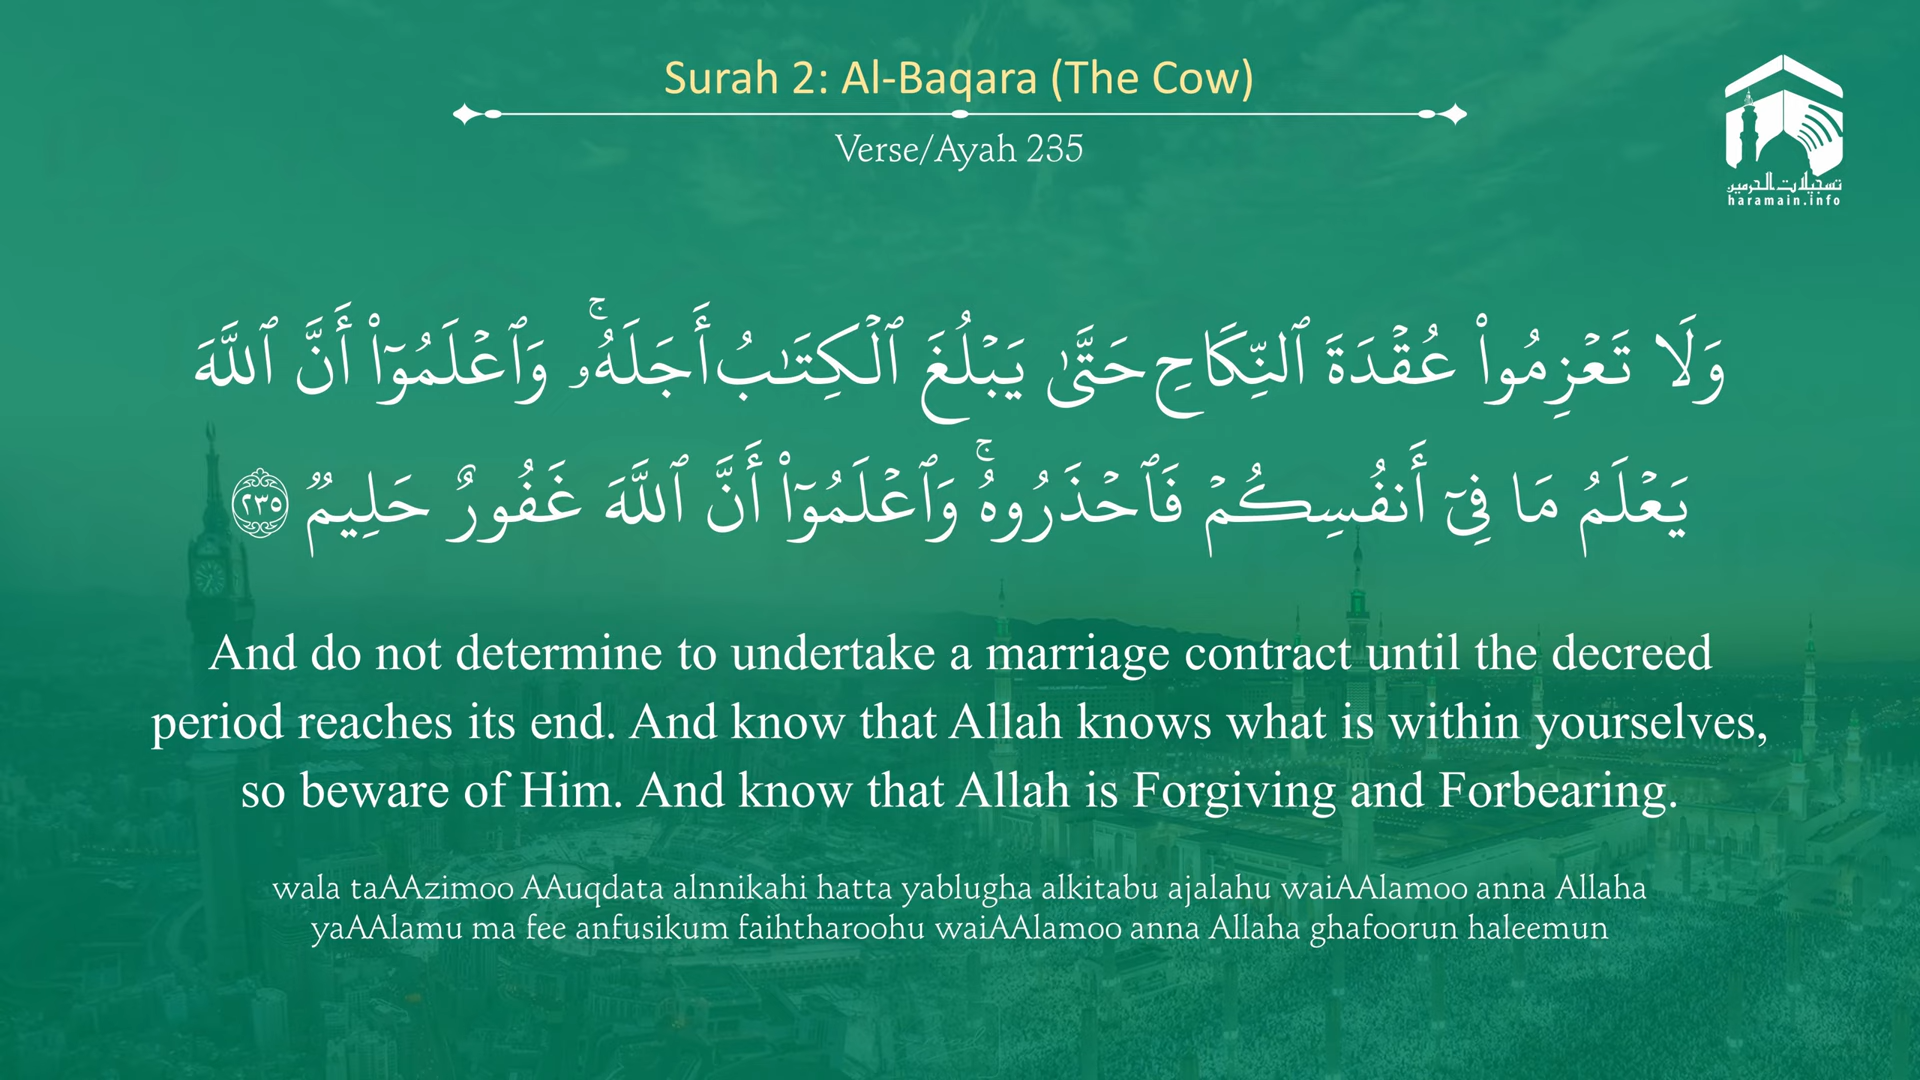 Surah 2: Al-Baqara (The Cow)
Verse/Ayah 235
تسجيلات الحرمين
haramain.info
وَلَا تَعْزِمُوا۟ عُقْدَةَ ٱلنِّكَاحِ حَتَّىٰ يَبْلُغَ ٱلْكِتَـٰبُ أَجَلَهُۥ ۚ وَٱعْلَمُوٓا۟ أَنَّ ٱللَّهَ
يَعْلَمُ مَا فِىٓ أَنفُسِكُمْ فَٱحْذَرُوهُ ۚ وَٱعْلَمُوٓا۟ أَنَّ ٱللَّهَ غَفُورٌ حَلِيمٌ ٢٣٥
And do not determine to undertake a marriage contract until the decreed
period reaches its end. And know that Allah knows what is within yourselves,
so beware of Him. And know that Allah is Forgiving and Forbearing.
wala taAAzimoo AAuqdata alnnikahi hatta yablugha alkitabu ajalahu waiAAlamoo anna Allaha
yaAAlamu ma fee anfusikum faihtharoohu waiAAlamoo anna Allaha ghafoorun haleemun